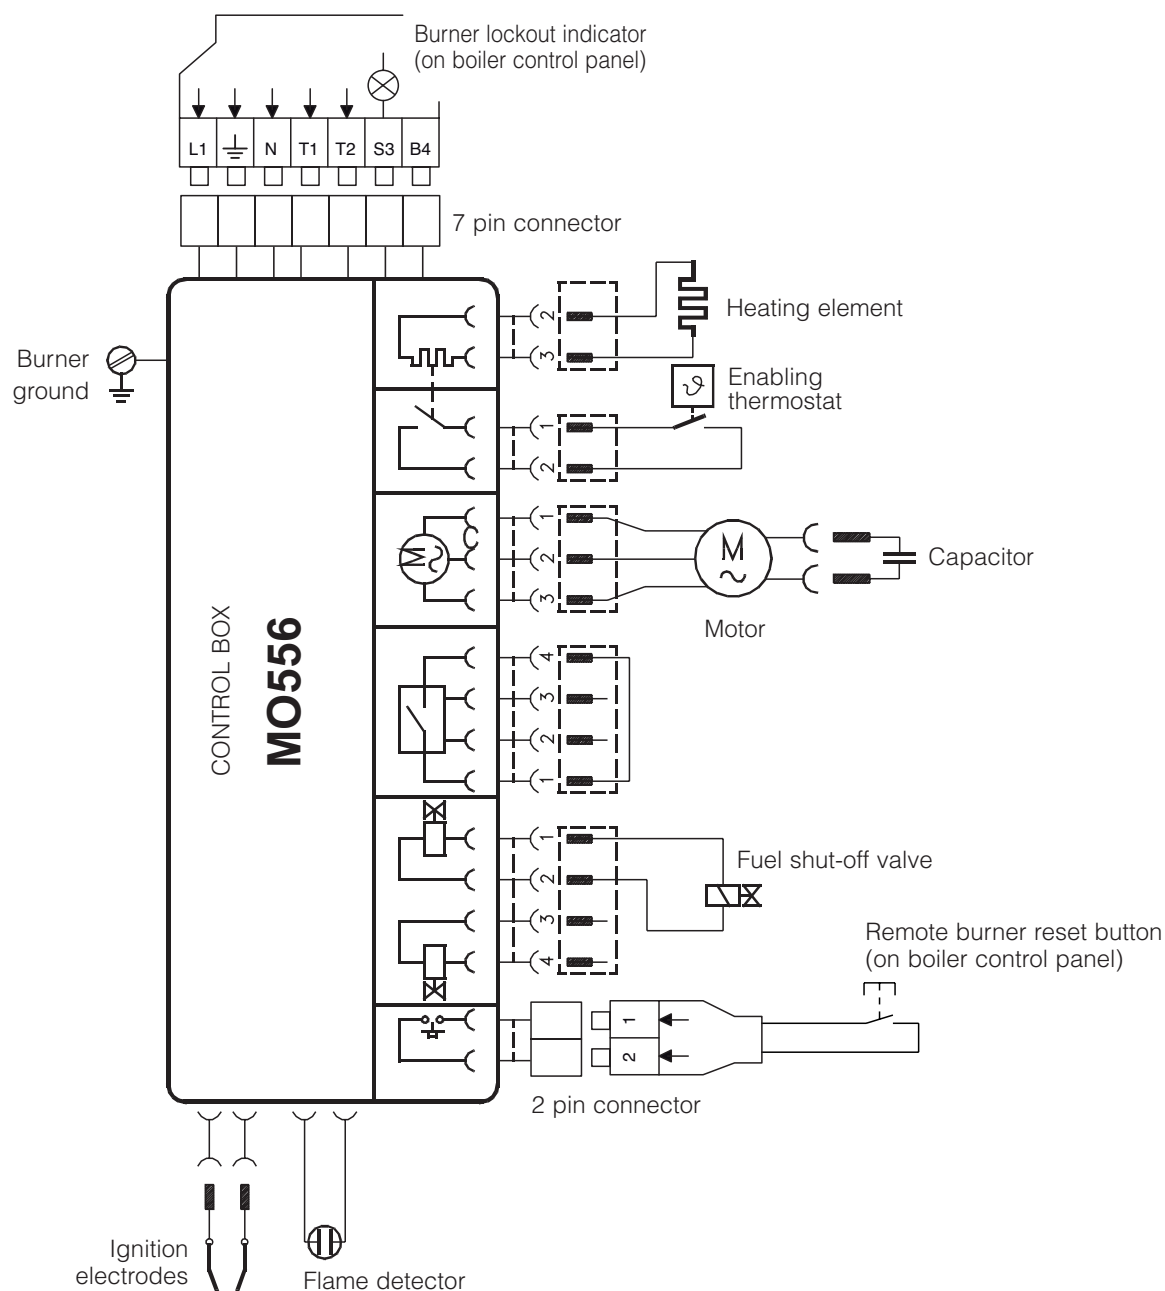 Burner lockout indicator
(on boiler control panel)
L1
N
T1
T2
S3
B4
7 pin connector
2
3
Heating element
Burner
ground
ϑ
Enabling
thermostat
1
2
M
1
2
3
M
Capacitor
Motor
CONTROL BOX
MO556
4
3
2
1
1
2
3
4
Fuel shut-off valve
Remote burner reset button
(on boiler control panel)
1
2
2 pin connector
Ignition
electrodes
Flame detector